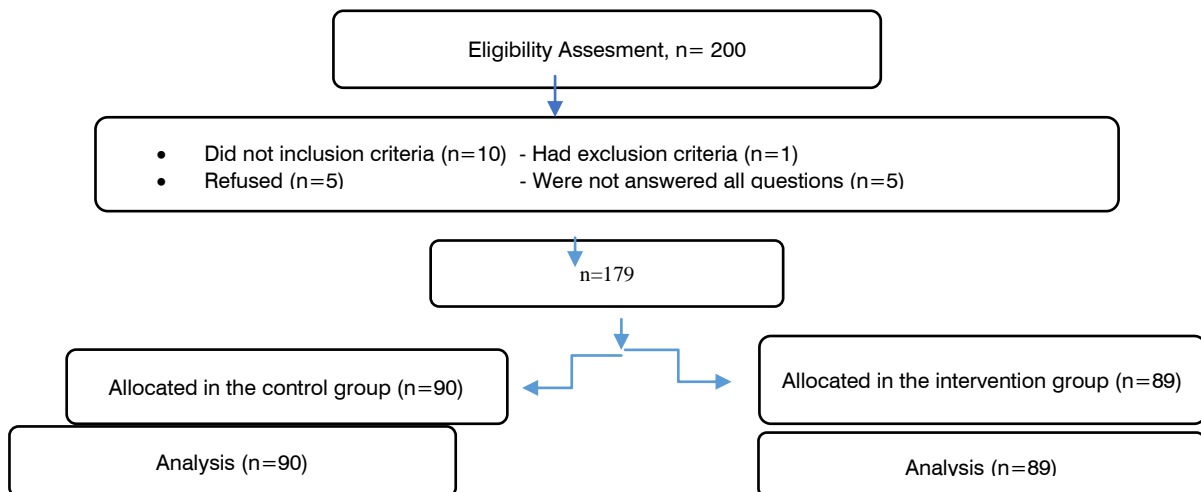 Eligibility Assesment, n= 200
• Did not inclusion criteria (n=10) - Had exclusion criteria (n=1)
• Refused (n=5) - Were not answered all questions (n=5)
n=179
Allocated in the control group (n=90)
Allocated in the intervention group (n=89)
Analysis (n=90)
Analysis (n=89)